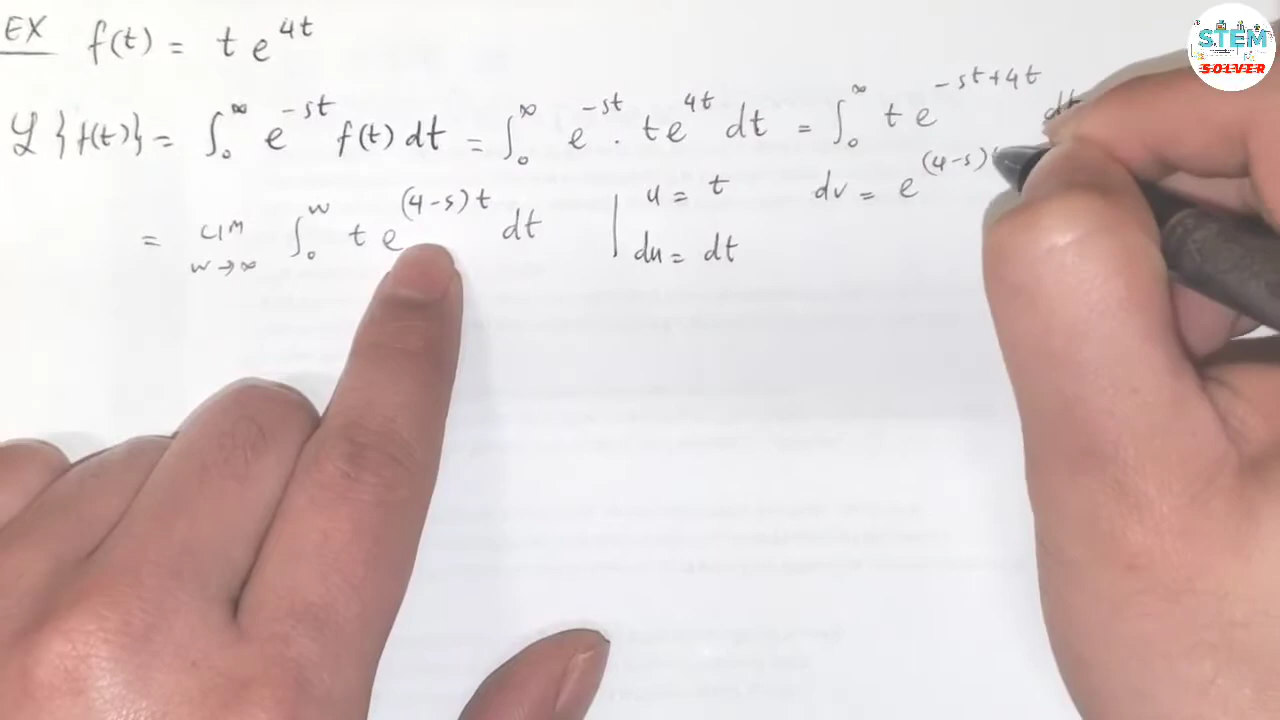 EX f(t) = t e^{4t}
STEM
SOLVER
ℒ{f(t)} = ∫_0^∞ e^{-st} f(t) dt = ∫_0^∞ e^{-st} · t e^{4t} dt = ∫_0^∞ t e^{-st+4t} dt
= LIM_{w→∞} ∫_0^w t e^{(4-s)t} dt | u = t dv = e^{(4-s)t}
du = dt